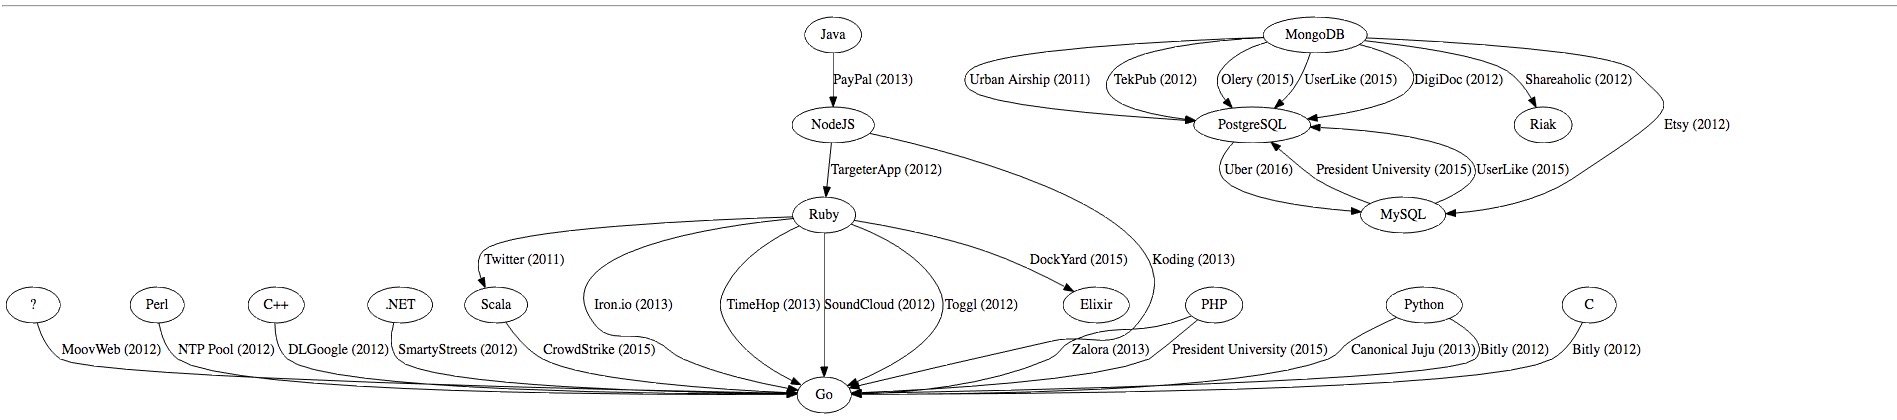 Java
MongoDB
PayPal (2013)
Urban Airship (2011)
TekPub (2012)
Olery (2015)
UserLike (2015)
DigiDoc (2012)
Shareaholic (2012)
NodeJS
PostgreSQL
Riak
Etsy (2012)
TargeterApp (2012)
Uber (2016)
President University (2015)
UserLike (2015)
Ruby
MySQL
Twitter (2011)
DockYard (2015)
Koding (2013)
?
Perl
C++
.NET
Scala
Iron.io (2013)
TimeHop (2013)
SoundCloud (2012)
Toggl (2012)
Elixir
PHP
Python
C
MoovWeb (2012)
NTP Pool (2012)
DLGoogle (2012)
SmartyStreets (2012)
CrowdStrike (2015)
Zalora (2013)
President University (2015)
Canonical Juju (2013)
Bitly (2012)
Bitly (2012)
Go